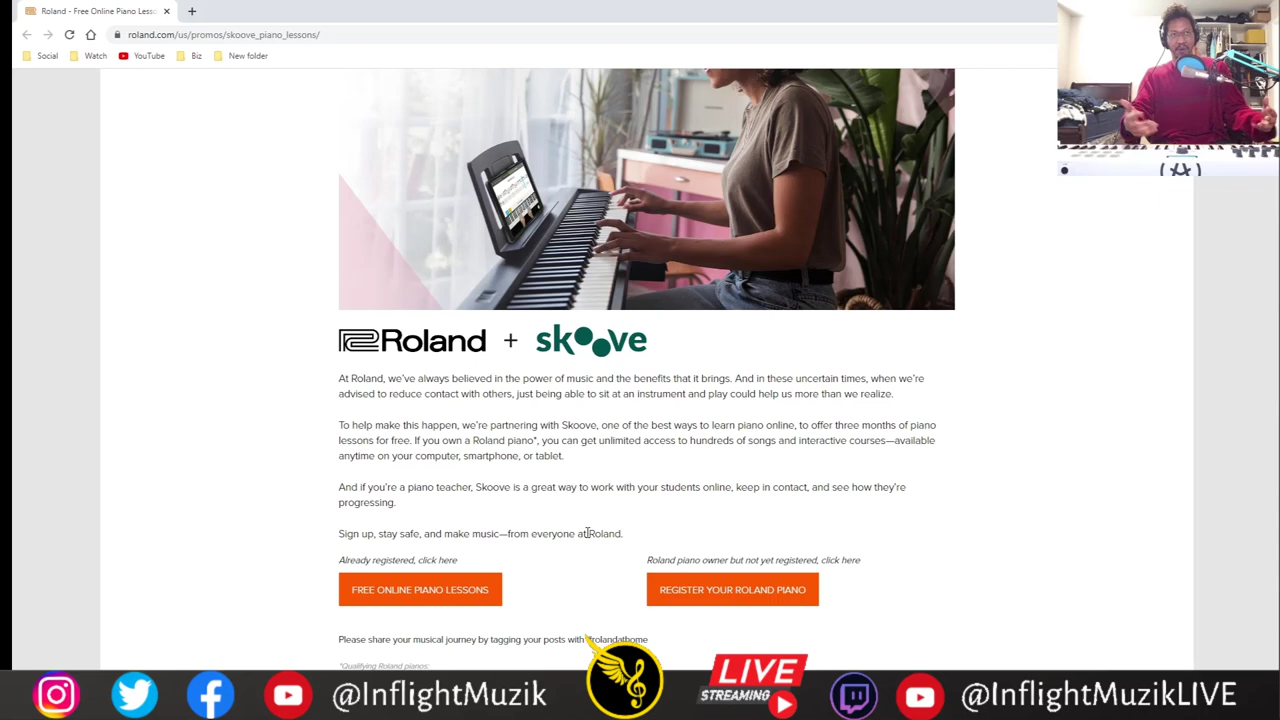 Roland - Free Online Piano Less
roland.com/us/promos/skoove_piano_lessons/
Social
Watch
YouTube
Biz
New folder
Roland + skoove
At Roland, we've always believed in the power of music and the benefits that it brings. And in these uncertain times, when we're
advised to reduce contact with others, just being able to sit at an instrument and play could help us more than we realize.
To help make this happen, we're partnering with Skoove, one of the best ways to learn piano online, to offer three months of piano
lessons for free. If you own a Roland piano*, you can get unlimited access to hundreds of songs and interactive courses—available
anytime on your computer, smartphone, or tablet.
And if you're a piano teacher, Skoove is a great way to work with your students online, keep in contact, and see how they're
progressing.
Sign up, stay safe, and make music—from everyone at Roland.
Already registered, click here
Roland piano owner but not yet registered, click here
FREE ONLINE PIANO LESSONS
REGISTER YOUR ROLAND PIANO
Please share your musical journey by tagging your posts with #rolandathome
*Qualifying Roland pianos:
@InflightMuzik
LIVE
STREAMING
@InflightMuzikLIVE